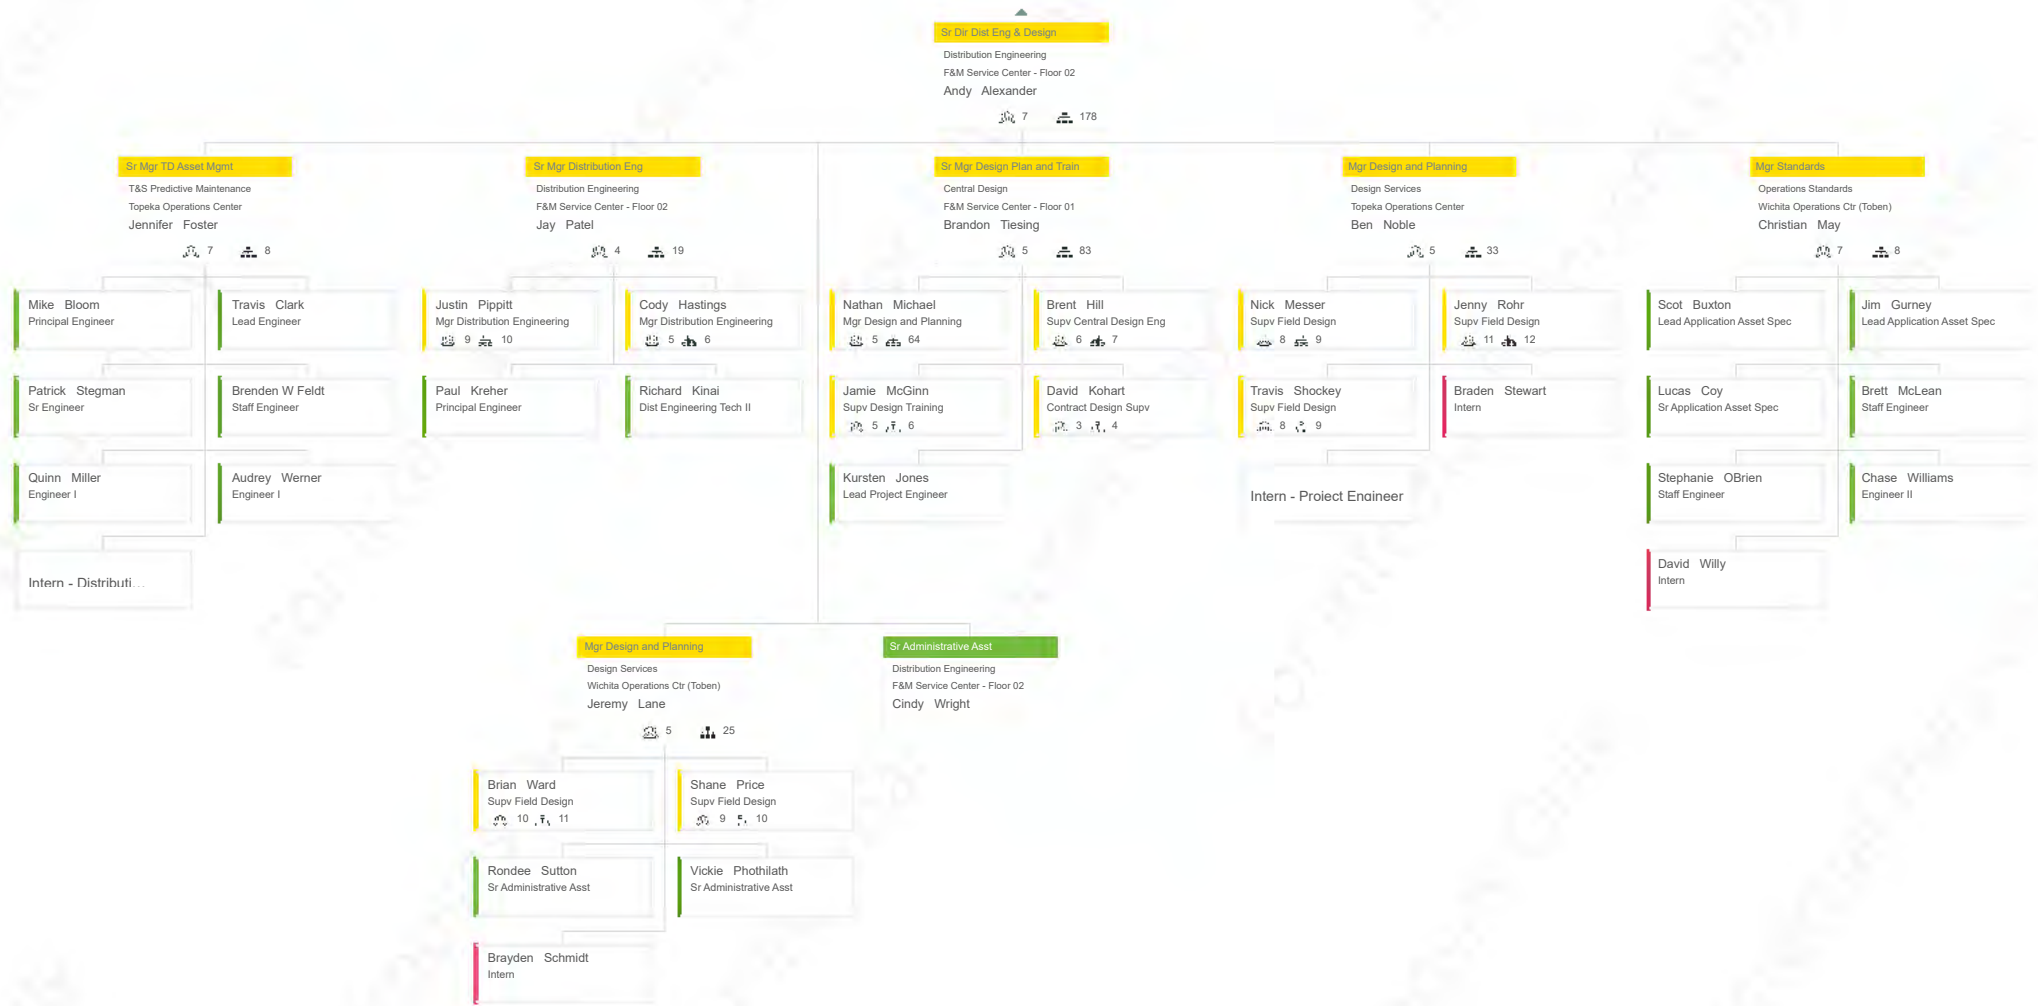 Sr Dir Dist Eng & Design
Distribution Engineering
F&M Service Center - Floor 02
Andy Alexander
7 178
Sr Mgr TD Asset Mgmt
T&S Predictive Maintenance
Topeka Operations Center
Jennifer Foster
7 8
Mike Bloom
Principal Engineer
Travis Clark
Lead Engineer
Patrick Stegman
Sr Engineer
Brenden W Feldt
Staff Engineer
Quinn Miller
Engineer I
Audrey Werner
Engineer I
Intern - Distributi...
Sr Mgr Distribution Eng
Distribution Engineering
F&M Service Center - Floor 02
Jay Patel
4 19
Justin Pippitt
Mgr Distribution Engineering
9 10
Cody Hastings
Mgr Distribution Engineering
5 6
Paul Kreher
Principal Engineer
Richard Kinai
Dist Engineering Tech II
Sr Mgr Design Plan and Train
Central Design
F&M Service Center - Floor 01
Brandon Tiesing
5 83
Nathan Michael
Mgr Design and Planning
5 64
Brent Hill
Supv Central Design Eng
6 7
Jamie McGinn
Supv Design Training
5 6
David Kohart
Contract Design Supv
3 4
Kursten Jones
Lead Project Engineer
Mgr Design and Planning
Design Services
Topeka Operations Center
Ben Noble
5 33
Nick Messer
Supv Field Design
8 9
Jenny Rohr
Supv Field Design
11 12
Travis Shockey
Supv Field Design
8 9
Braden Stewart
Intern
Intern - Project Engineer
Mgr Standards
Operations Standards
Wichita Operations Ctr (Toben)
Christian May
7 8
Scot Buxton
Lead Application Asset Spec
Jim Gurney
Lead Application Asset Spec
Lucas Coy
Sr Application Asset Spec
Brett McLean
Staff Engineer
Stephanie OBrien
Staff Engineer
Chase Williams
Engineer II
David Willy
Intern
Mgr Design and Planning
Design Services
Wichita Operations Ctr (Toben)
Jeremy Lane
5 25
Brian Ward
Supv Field Design
10 11
Shane Price
Supv Field Design
9 10
Rondee Sutton
Sr Administrative Asst
Vickie Phothilath
Sr Administrative Asst
Brayden Schmidt
Intern
Sr Administrative Asst
Distribution Engineering
F&M Service Center - Floor 02
Cindy Wright